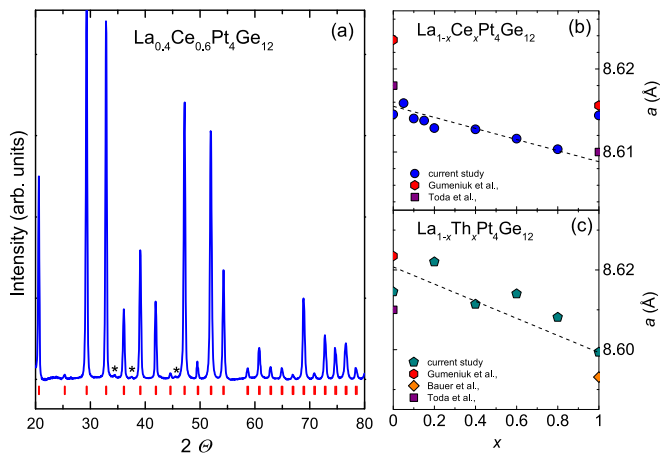 La0.4Ce0.6Pt4Ge12 (a)
Intensity (arb. units)
* * *
20 30 40 50 60 70 80
2 Θ
La1-xCexPt4Ge12 (b)
8.62
8.61
a (Å)
current study
Gumeniuk et al.,
Toda et al.,
La1-xThxPt4Ge12 (c)
8.62
8.60
a (Å)
current study
Gumeniuk et al.,
Bauer et al.,
Toda et al.,
0 0.2 0.4 0.6 0.8 1
x